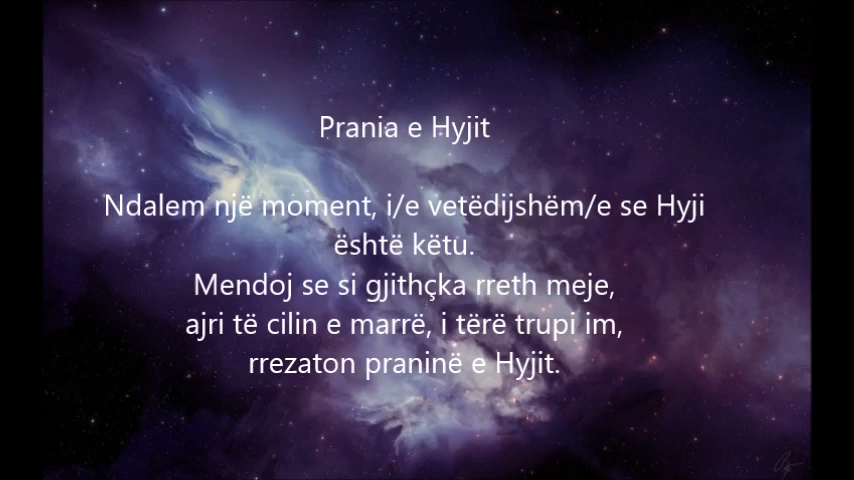 Prania e Hyjit
Ndalem një moment, i/e vetëdijshëm/e se Hyji
është këtu.
Mendoj se si gjithçka rreth meje,
ajri të cilin e marrë, i tërë trupi im,
rrezaton praninë e Hyjit.